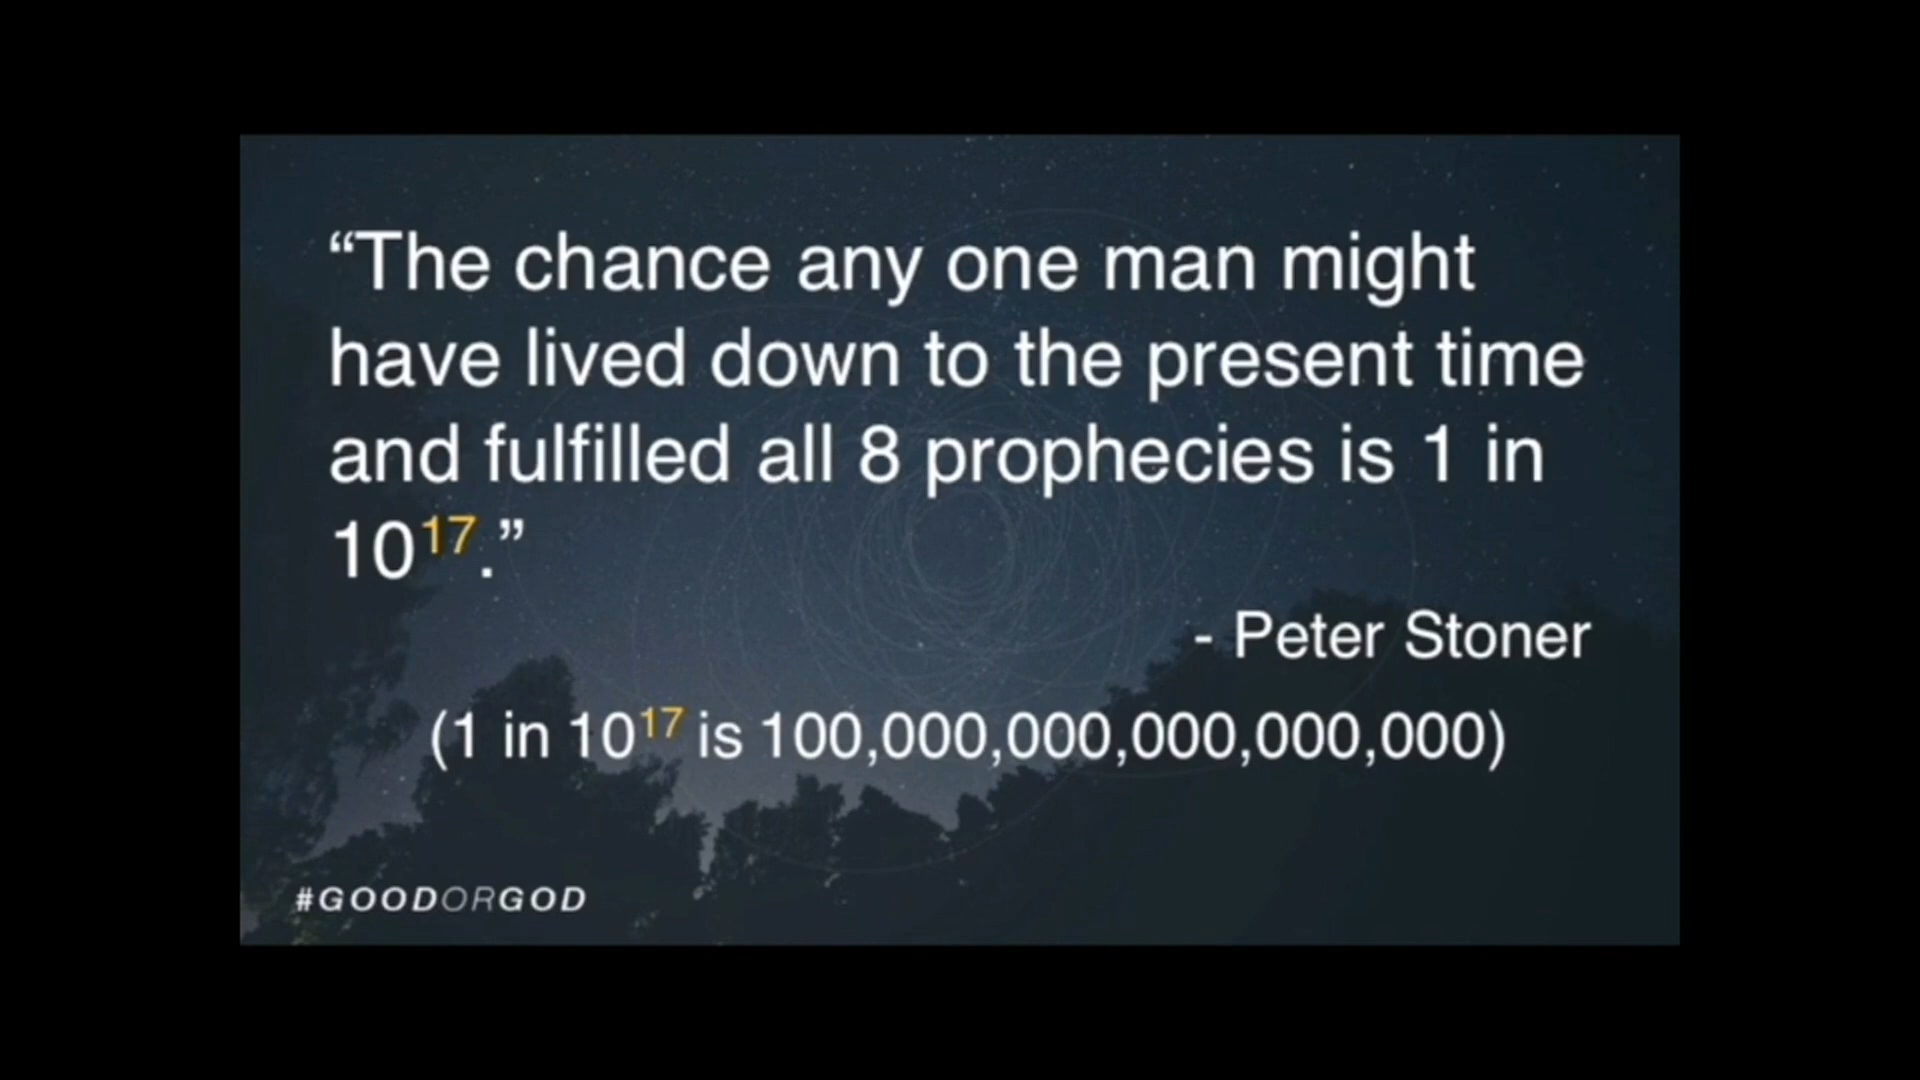 “The chance any one man might
have lived down to the present time
and fulfilled all 8 prophecies is 1 in
10¹⁷.”
- Peter Stoner
(1 in 10¹⁷ is 100,000,000,000,000,000)
#GOODORGOD